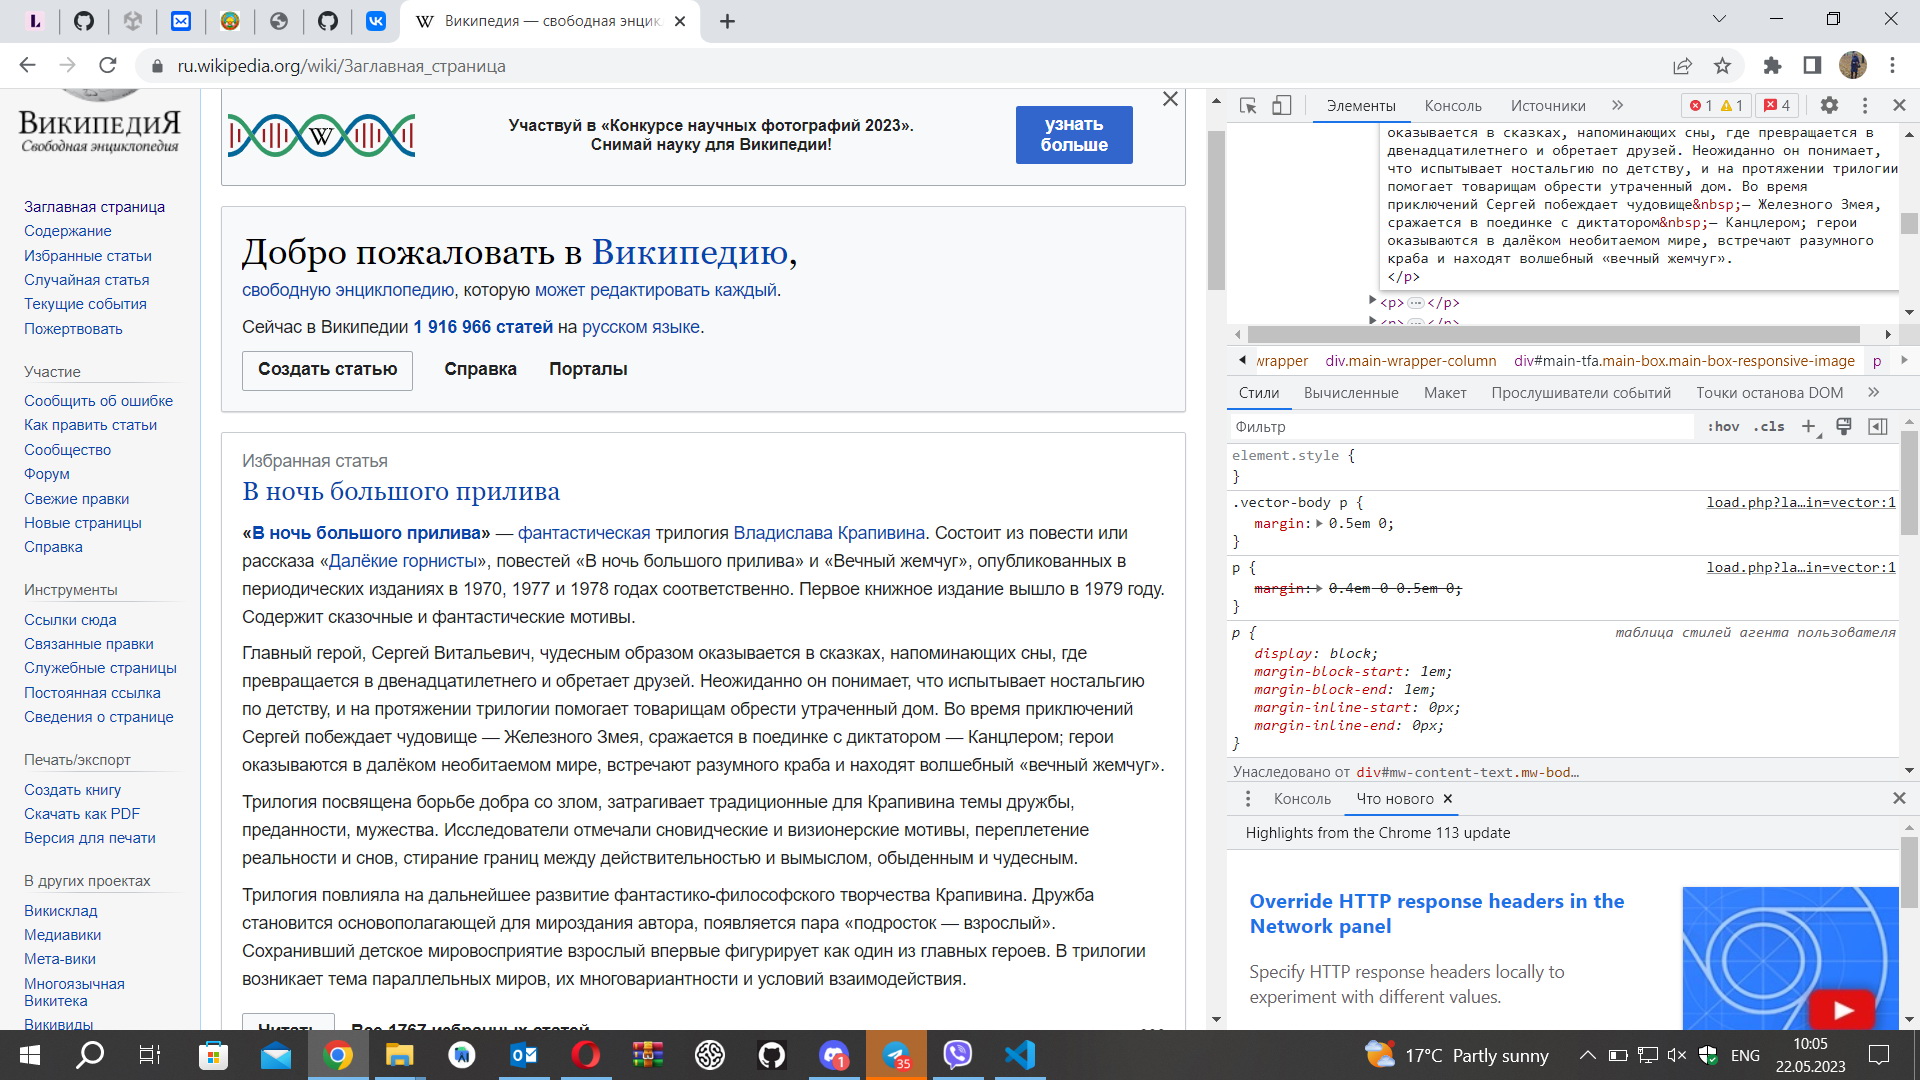 Википедия — свободная энцик
ru.wikipedia.org/wiki/Заглавная_страница
ВикипедиЯ
Свободная энциклопедия
Заглавная страница
Содержание
Избранные статьи
Случайная статья
Текущие события
Пожертвовать
Участие
Сообщить об ошибке
Как править статьи
Сообщество
Форум
Свежие правки
Новые страницы
Справка
Инструменты
Ссылки сюда
Связанные правки
Служебные страницы
Постоянная ссылка
Сведения о странице
Печать/экспорт
Создать книгу
Скачать как PDF
Версия для печати
В других проектах
Викисклад
Медиавики
Мета-вики
Многоязычная
Викитека
Викивиды
W
Участвуй в «Конкурсе научных фотографий 2023».
Снимай науку для Википедии!
узнать
больше
Добро пожаловать в Википедию,
свободную энциклопедию, которую может редактировать каждый.
Сейчас в Википедии 1 916 966 статей на русском языке.
Создать статью
Справка
Порталы
Избранная статья
В ночь большого прилива
«В ночь большого прилива» — фантастическая трилогия Владислава Крапивина. Состоит из повести или
рассказа «Далёкие горнисты», повестей «В ночь большого прилива» и «Вечный жемчуг», опубликованных в
периодических изданиях в 1970, 1977 и 1978 годах соответственно. Первое книжное издание вышло в 1979 году.
Содержит сказочные и фантастические мотивы.
Главный герой, Сергей Витальевич, чудесным образом оказывается в сказках, напоминающих сны, где
превращается в двенадцатилетнего и обретает друзей. Неожиданно он понимает, что испытывает ностальгию
по детству, и на протяжении трилогии помогает товарищам обрести утраченный дом. Во время приключений
Сергей побеждает чудовище — Железного Змея, сражается в поединке с диктатором — Канцлером; герои
оказываются в далёком необитаемом мире, встречают разумного краба и находят волшебный «вечный жемчуг».
Трилогия посвящена борьбе добра со злом, затрагивает традиционные для Крапивина темы дружбы,
преданности, мужества. Исследователи отмечали сновидческие и визионерские мотивы, переплетение
реальности и снов, стирание границ между действительностью и вымыслом, обыденным и чудесным.
Трилогия повлияла на дальнейшее развитие фантастико-философского творчества Крапивина. Дружба
становится основополагающей для мироздания автора, появляется пара «подросток — взрослый».
Сохранивший детское мировосприятие взрослый впервые фигурирует как один из главных героев. В трилогии
возникает тема параллельных миров, их многовариантности и условий взаимодействия.
Читать
Все 1767 избранных статей
Элементы
Консоль
Источники
1
1
4
оказывается в сказках, напоминающих сны, где превращается в
двенадцатилетнего и обретает друзей. Неожиданно он понимает,
что испытывает ностальгию по детству, и на протяжении трилогии
помогает товарищам обрести утраченный дом. Во время
приключений Сергей побеждает чудовище&nbsp;— Железного Змея,
сражается в поединке с диктатором&nbsp;— Канцлером; герои
оказываются в далёком необитаемом мире, встречают разумного
краба и находят волшебный «вечный жемчуг».
</p>
<p> … </p>
<p> … </p>
wrapper div.main-wrapper-column div#main-tfa.main-box.main-box-responsive-image p
Стили
Вычисленные
Макет
Прослушиватели событий
Точки останова DOM
Фильтр
:hov .cls
element.style {
}
.vector-body p {
load.php?la…in=vector:1
margin: 0.5em 0;
}
p {
load.php?la…in=vector:1
margin: 0.4em 0 0.5em 0;
}
p {
таблица стилей агента пользователя
display: block;
margin-block-start: 1em;
margin-block-end: 1em;
margin-inline-start: 0px;
margin-inline-end: 0px;
}
Унаследовано от div#mw-content-text.mw-bod…
Консоль
Что нового
Highlights from the Chrome 113 update
Override HTTP response headers in the
Network panel
Specify HTTP response headers locally to
experiment with different values.
1
35
17°C Partly sunny
ENG
10:05
22.05.2023